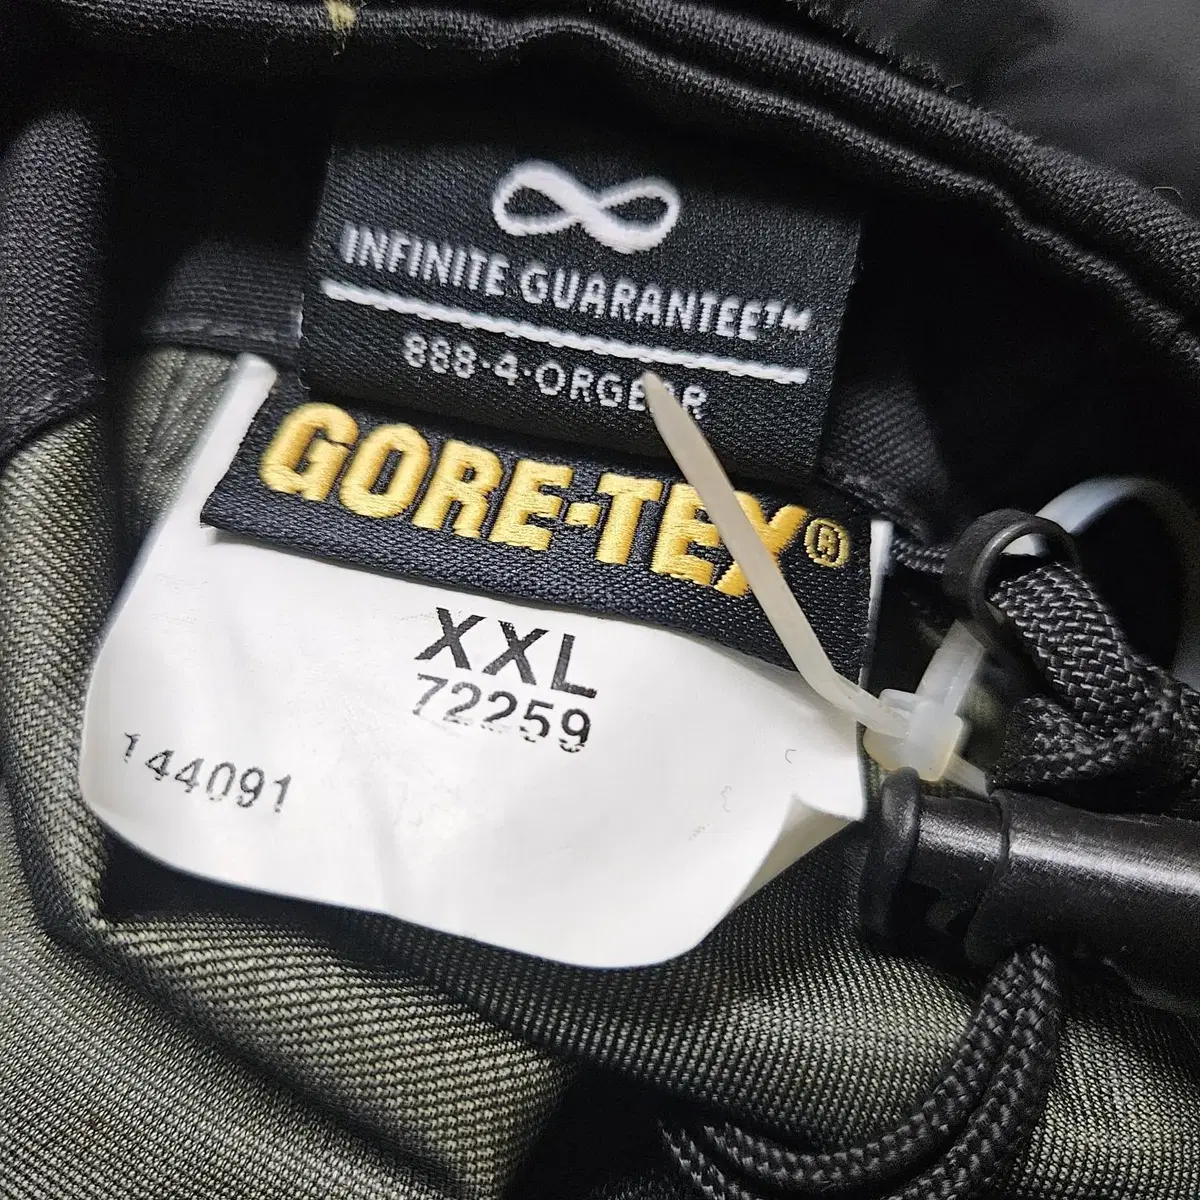 INFINITE GUARANTEE™
888·4·ORGEAR
GORE-TEX®
XXL
72259
144091